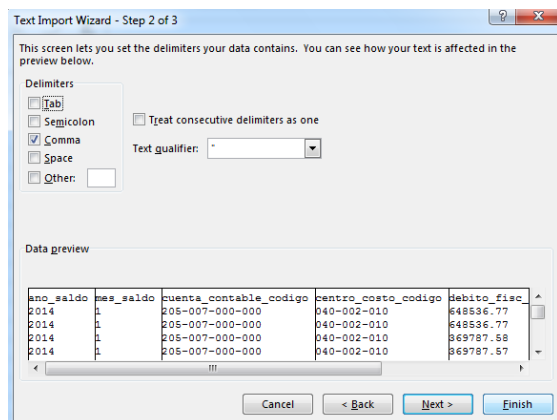 Text Import Wizard - Step 2 of 3
This screen lets you set the delimiters your data contains. You can see how your text is affected in the
preview below.
Delimiters
Tab
Semicolon
Comma
Space
Other:
Treat consecutive delimiters as one
Text qualifier: "
Data preview
ano_saldo mes_saldo cuenta_contable_codigo centro_costo_codigo debito_fisc_
2014 1 205-007-000-000 040-002-010 648536.77
2014 1 205-007-000-000 040-002-010 648536.77
2014 1 205-007-000-000 040-002-010 369787.58
2014 1 205-007-000-000 040-002-010 369787.57
Cancel < Back Next > Finish